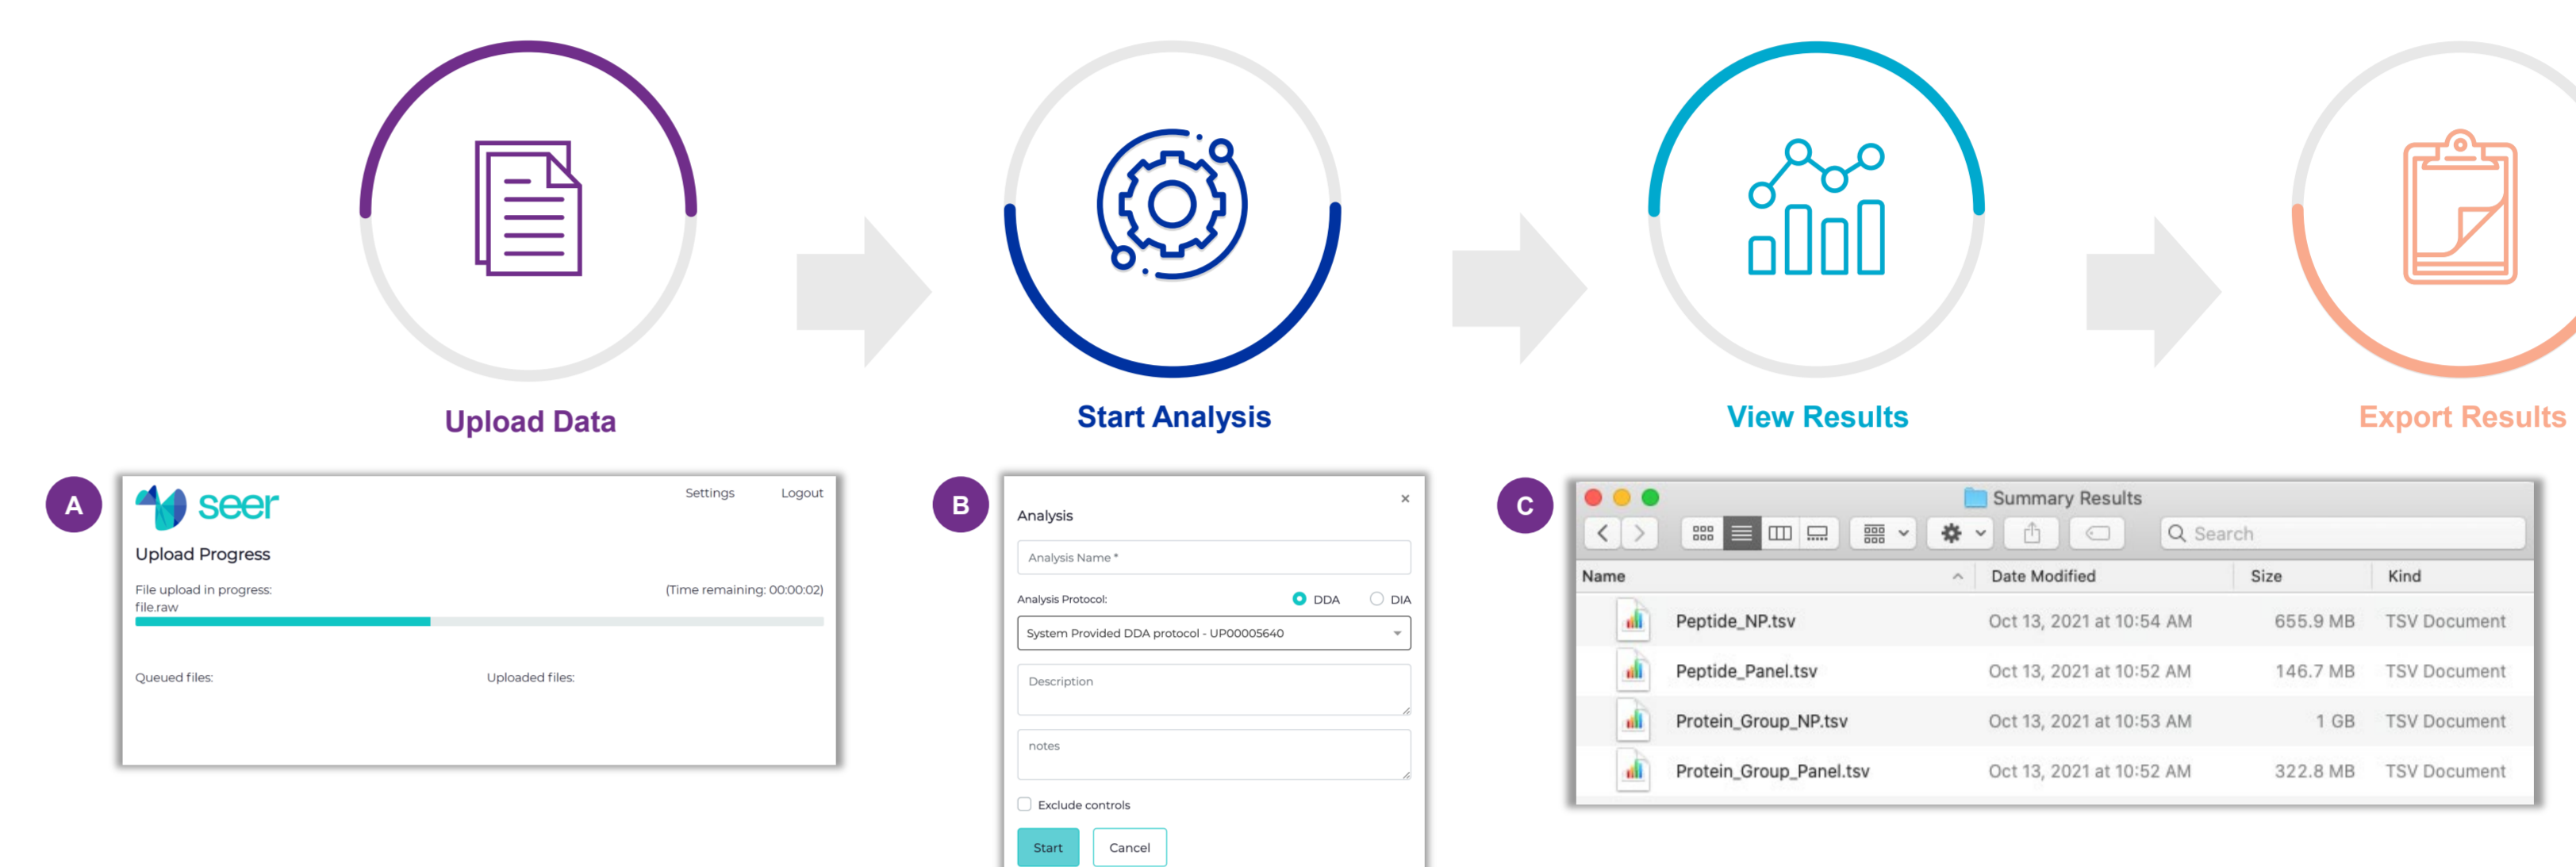 Upload Data
Start Analysis
View Results
Export Results
A
seer
Settings
Logout
Upload Progress
File upload in progress:
(Time remaining: 00:00:02)
file.raw
Queued files:
Uploaded files:
B
×
Analysis
Analysis Name *
Analysis Protocol:
DDA
DIA
System Provided DDA protocol - UP00005640
Description
notes
Exclude controls
Start
Cancel
C
Summary Results
Search
Name
Date Modified
Size
Kind
Peptide_NP.tsv
Oct 13, 2021 at 10:54 AM
655.9 MB
TSV Document
Peptide_Panel.tsv
Oct 13, 2021 at 10:52 AM
146.7 MB
TSV Document
Protein_Group_NP.tsv
Oct 13, 2021 at 10:53 AM
1 GB
TSV Document
Protein_Group_Panel.tsv
Oct 13, 2021 at 10:52 AM
322.8 MB
TSV Document